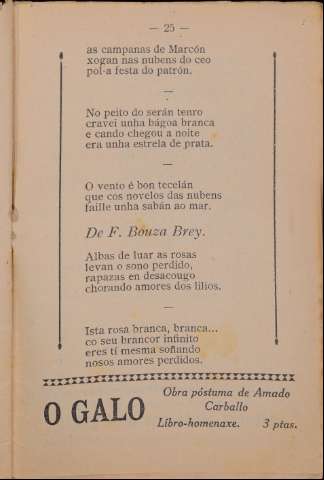 — 25 —
as campanas de Marcón
xogan nas nubens do ceo
pol-a festa do patrón.
—
No peito do serán tenro
cravei unha bágoa branca
e cando chegou a noite
era unha estrela de prata.
—
O vento é bon tecelán
que cos novelos das nubens
faille unha sabán ao mar.
De F. Bouza Brey.
Albas de luar as rosas
levan o sono perdido,
rapazas en desacougo
chorando amores dos lilios.
—
Ista rosa branca, branca...
co seu brancor infinito
eres tí mesma soñando
nosos amores perdidos.
O GALO
Obra póstuma de Amado
Carballo
Libro-homenaxe. 3 ptas.